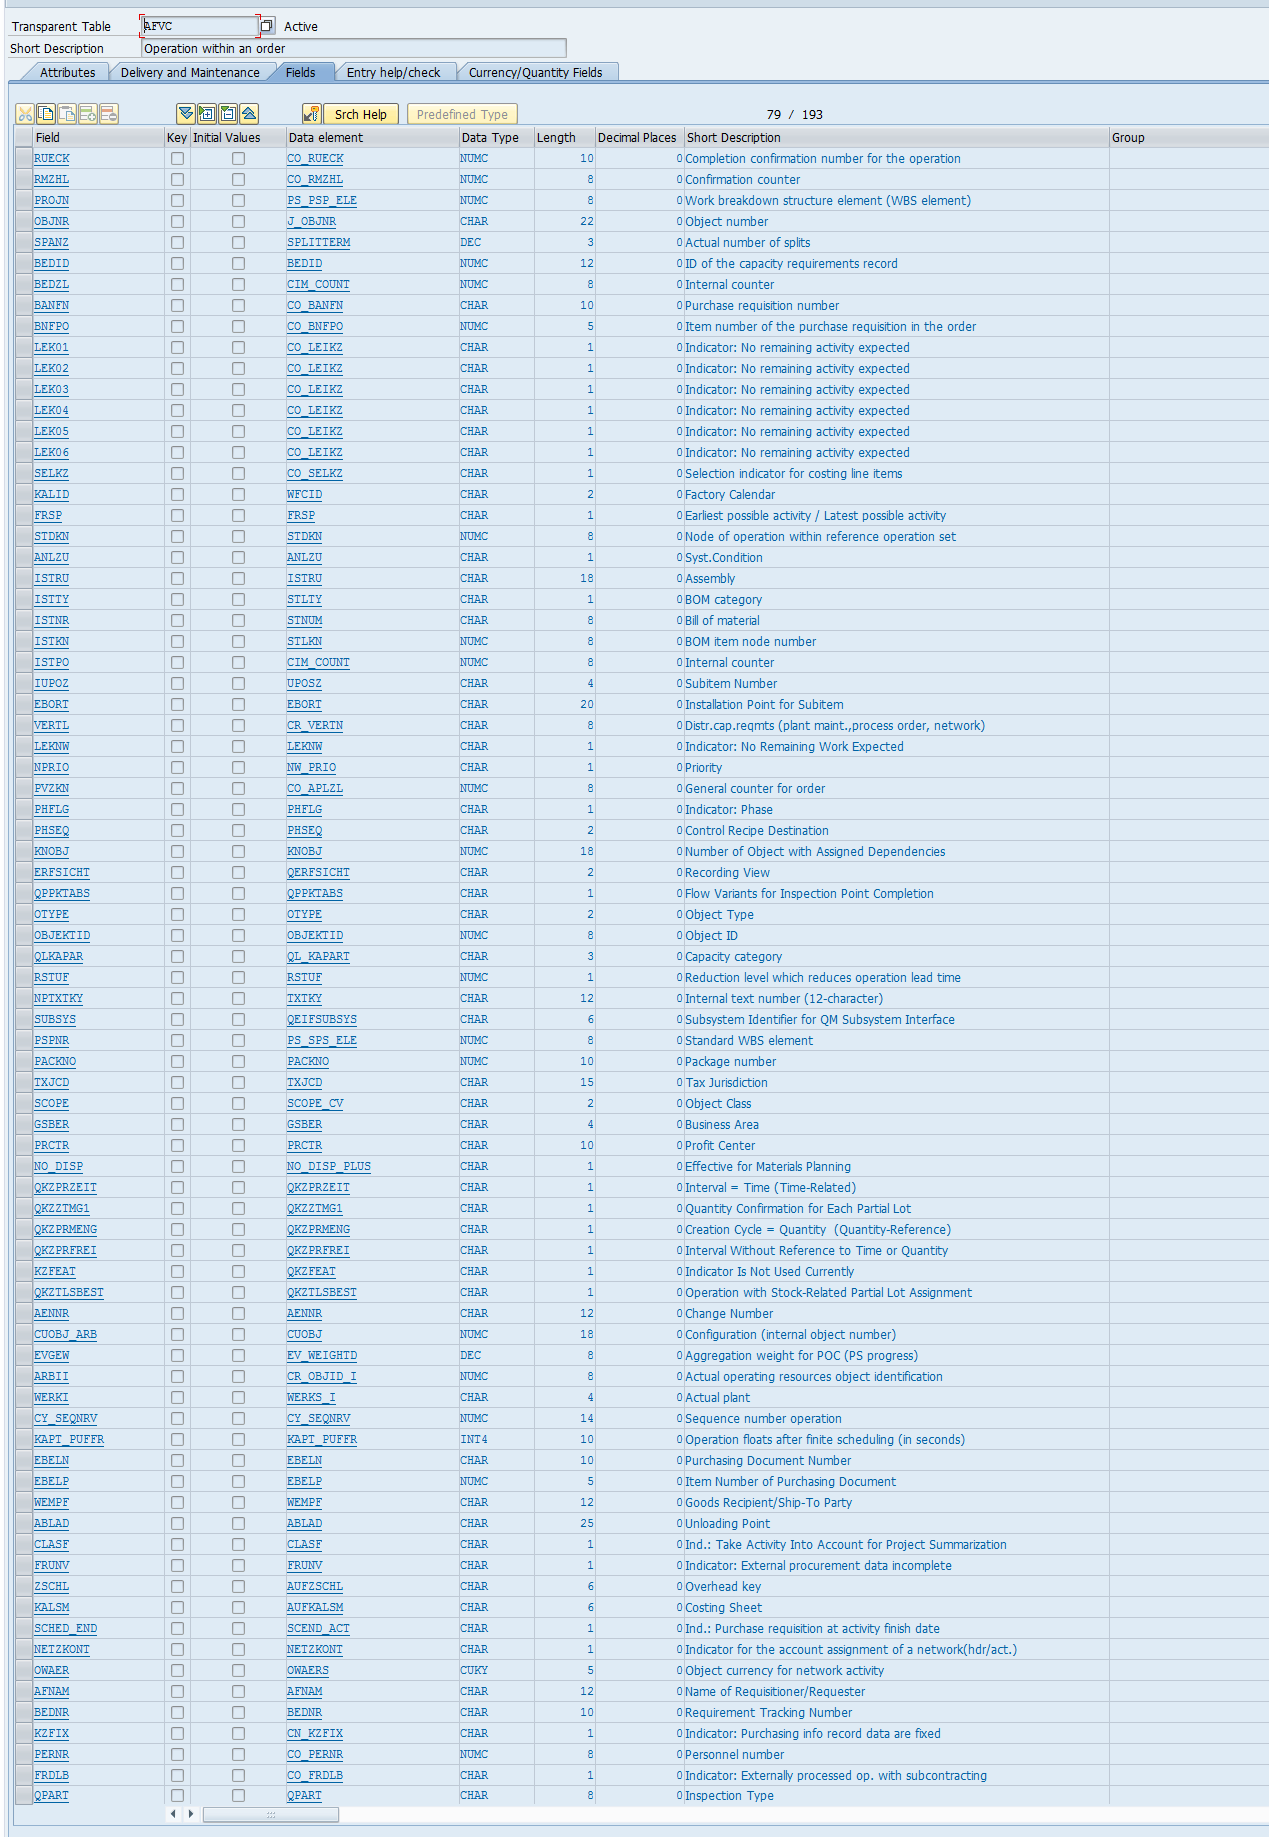 Transparent Table AFVC Active
Short Description Operation within an order
Attributes Delivery and Maintenance Fields Entry help/check Currency/Quantity Fields
Srch Help Predefined Type 79 / 193
Field Key Initial Values Data element Data Type Length Decimal Places Short Description Group
RUECK CO_RUECK NUMC 10 0 Completion confirmation number for the operation
RMZHL CO_RMZHL NUMC 8 0 Confirmation counter
PROJN PS_PSP_ELE NUMC 8 0 Work breakdown structure element (WBS element)
OBJNR J_OBJNR CHAR 22 0 Object number
SPANZ SPLITTERM DEC 3 0 Actual number of splits
BEDID BEDID NUMC 12 0 ID of the capacity requirements record
BEDZL CIM_COUNT NUMC 8 0 Internal counter
BANFN CO_BANFN CHAR 10 0 Purchase requisition number
BNFPO CO_BNFPO NUMC 5 0 Item number of the purchase requisition in the order
LEK01 CO_LEIKZ CHAR 1 0 Indicator: No remaining activity expected
LEK02 CO_LEIKZ CHAR 1 0 Indicator: No remaining activity expected
LEK03 CO_LEIKZ CHAR 1 0 Indicator: No remaining activity expected
LEK04 CO_LEIKZ CHAR 1 0 Indicator: No remaining activity expected
LEK05 CO_LEIKZ CHAR 1 0 Indicator: No remaining activity expected
LEK06 CO_LEIKZ CHAR 1 0 Indicator: No remaining activity expected
SELKZ CO_SELKZ CHAR 1 0 Selection indicator for costing line items
KALID WFCID CHAR 2 0 Factory Calendar
FRSP FRSP CHAR 1 0 Earliest possible activity / Latest possible activity
STDKN STDKN NUMC 8 0 Node of operation within reference operation set
ANLZU ANLZU CHAR 1 0 Syst.Condition
ISTRU ISTRU CHAR 18 0 Assembly
ISTTY STLTY CHAR 1 0 BOM category
ISTNR STNUM CHAR 8 0 Bill of material
ISTKN STLKN NUMC 8 0 BOM item node number
ISTPO CIM_COUNT NUMC 8 0 Internal counter
IUPOZ UPOSZ CHAR 4 0 Subitem Number
EBORT EBORT CHAR 20 0 Installation Point for Subitem
VERTL CR_VERTN CHAR 8 0 Distr.cap.reqmts (plant maint.,process order, network)
LEKNW LEKNW CHAR 1 0 Indicator: No Remaining Work Expected
NPRIO NW_PRIO CHAR 1 0 Priority
PVZKN CO_APLZL NUMC 8 0 General counter for order
PHFLG PHFLG CHAR 1 0 Indicator: Phase
PHSEQ PHSEQ CHAR 2 0 Control Recipe Destination
KNOBJ KNOBJ NUMC 18 0 Number of Object with Assigned Dependencies
ERFSICHT QERFSICHT CHAR 2 0 Recording View
QPPKTABS QPPKTABS CHAR 1 0 Flow Variants for Inspection Point Completion
OTYPE OTYPE CHAR 2 0 Object Type
OBJEKTID OBJEKTID NUMC 8 0 Object ID
QLKAPAR QL_KAPART CHAR 3 0 Capacity category
RSTUF RSTUF NUMC 1 0 Reduction level which reduces operation lead time
NPTXTKY TXTKY CHAR 12 0 Internal text number (12-character)
SUBSYS QEIFSUBSYS CHAR 6 0 Subsystem Identifier for QM Subsystem Interface
PSPNR PS_SPS_ELE NUMC 8 0 Standard WBS element
PACKNO PACKNO NUMC 10 0 Package number
TXJCD TXJCD CHAR 15 0 Tax Jurisdiction
SCOPE SCOPE_CV CHAR 2 0 Object Class
GSBER GSBER CHAR 4 0 Business Area
PRCTR PRCTR CHAR 10 0 Profit Center
NO_DISP NO_DISP_PLUS CHAR 1 0 Effective for Materials Planning
QKZPRZEIT QKZPRZEIT CHAR 1 0 Interval = Time (Time-Related)
QKZZTMG1 QKZZTMG1 CHAR 1 0 Quantity Confirmation for Each Partial Lot
QKZPRMENG QKZPRMENG CHAR 1 0 Creation Cycle = Quantity (Quantity-Reference)
QKZPRFREI QKZPRFREI CHAR 1 0 Interval Without Reference to Time or Quantity
KZFEAT QKZFEAT CHAR 1 0 Indicator Is Not Used Currently
QKZTLSBEST QKZTLSBEST CHAR 1 0 Operation with Stock-Related Partial Lot Assignment
AENNR AENNR CHAR 12 0 Change Number
CUOBJ_ARB CUOBJ NUMC 18 0 Configuration (internal object number)
EVGEW EV_WEIGHTD DEC 8 0 Aggregation weight for POC (PS progress)
ARBII CR_OBJID_I NUMC 8 0 Actual operating resources object identification
WERKI WERKS_I CHAR 4 0 Actual plant
CY_SEQNRV CY_SEQNRV NUMC 14 0 Sequence number operation
KAPT_PUFFR KAPT_PUFFR INT4 10 0 Operation floats after finite scheduling (in seconds)
EBELN EBELN CHAR 10 0 Purchasing Document Number
EBELP EBELP NUMC 5 0 Item Number of Purchasing Document
WEMPF WEMPF CHAR 12 0 Goods Recipient/Ship-To Party
ABLAD ABLAD CHAR 25 0 Unloading Point
CLASF CLASF CHAR 1 0 Ind.: Take Activity Into Account for Project Summarization
FRUNV FRUNV CHAR 1 0 Indicator: External procurement data incomplete
ZSCHL AUFZSCHL CHAR 6 0 Overhead key
KALSM AUFKALSM CHAR 6 0 Costing Sheet
SCHED_END SCEND_ACT CHAR 1 0 Ind.: Purchase requisition at activity finish date
NETZKONT NETZKONT CHAR 1 0 Indicator for the account assignment of a network(hdr/act.)
OWAER OWAERS CUKY 5 0 Object currency for network activity
AFNAM AFNAM CHAR 12 0 Name of Requisitioner/Requester
BEDNR BEDNR CHAR 10 0 Requirement Tracking Number
KZFIX CN_KZFIX CHAR 1 0 Indicator: Purchasing info record data are fixed
PERNR CO_PERNR NUMC 8 0 Personnel number
FRDLB CO_FRDLB CHAR 1 0 Indicator: Externally processed op. with subcontracting
QPART QPART CHAR 8 0 Inspection Type